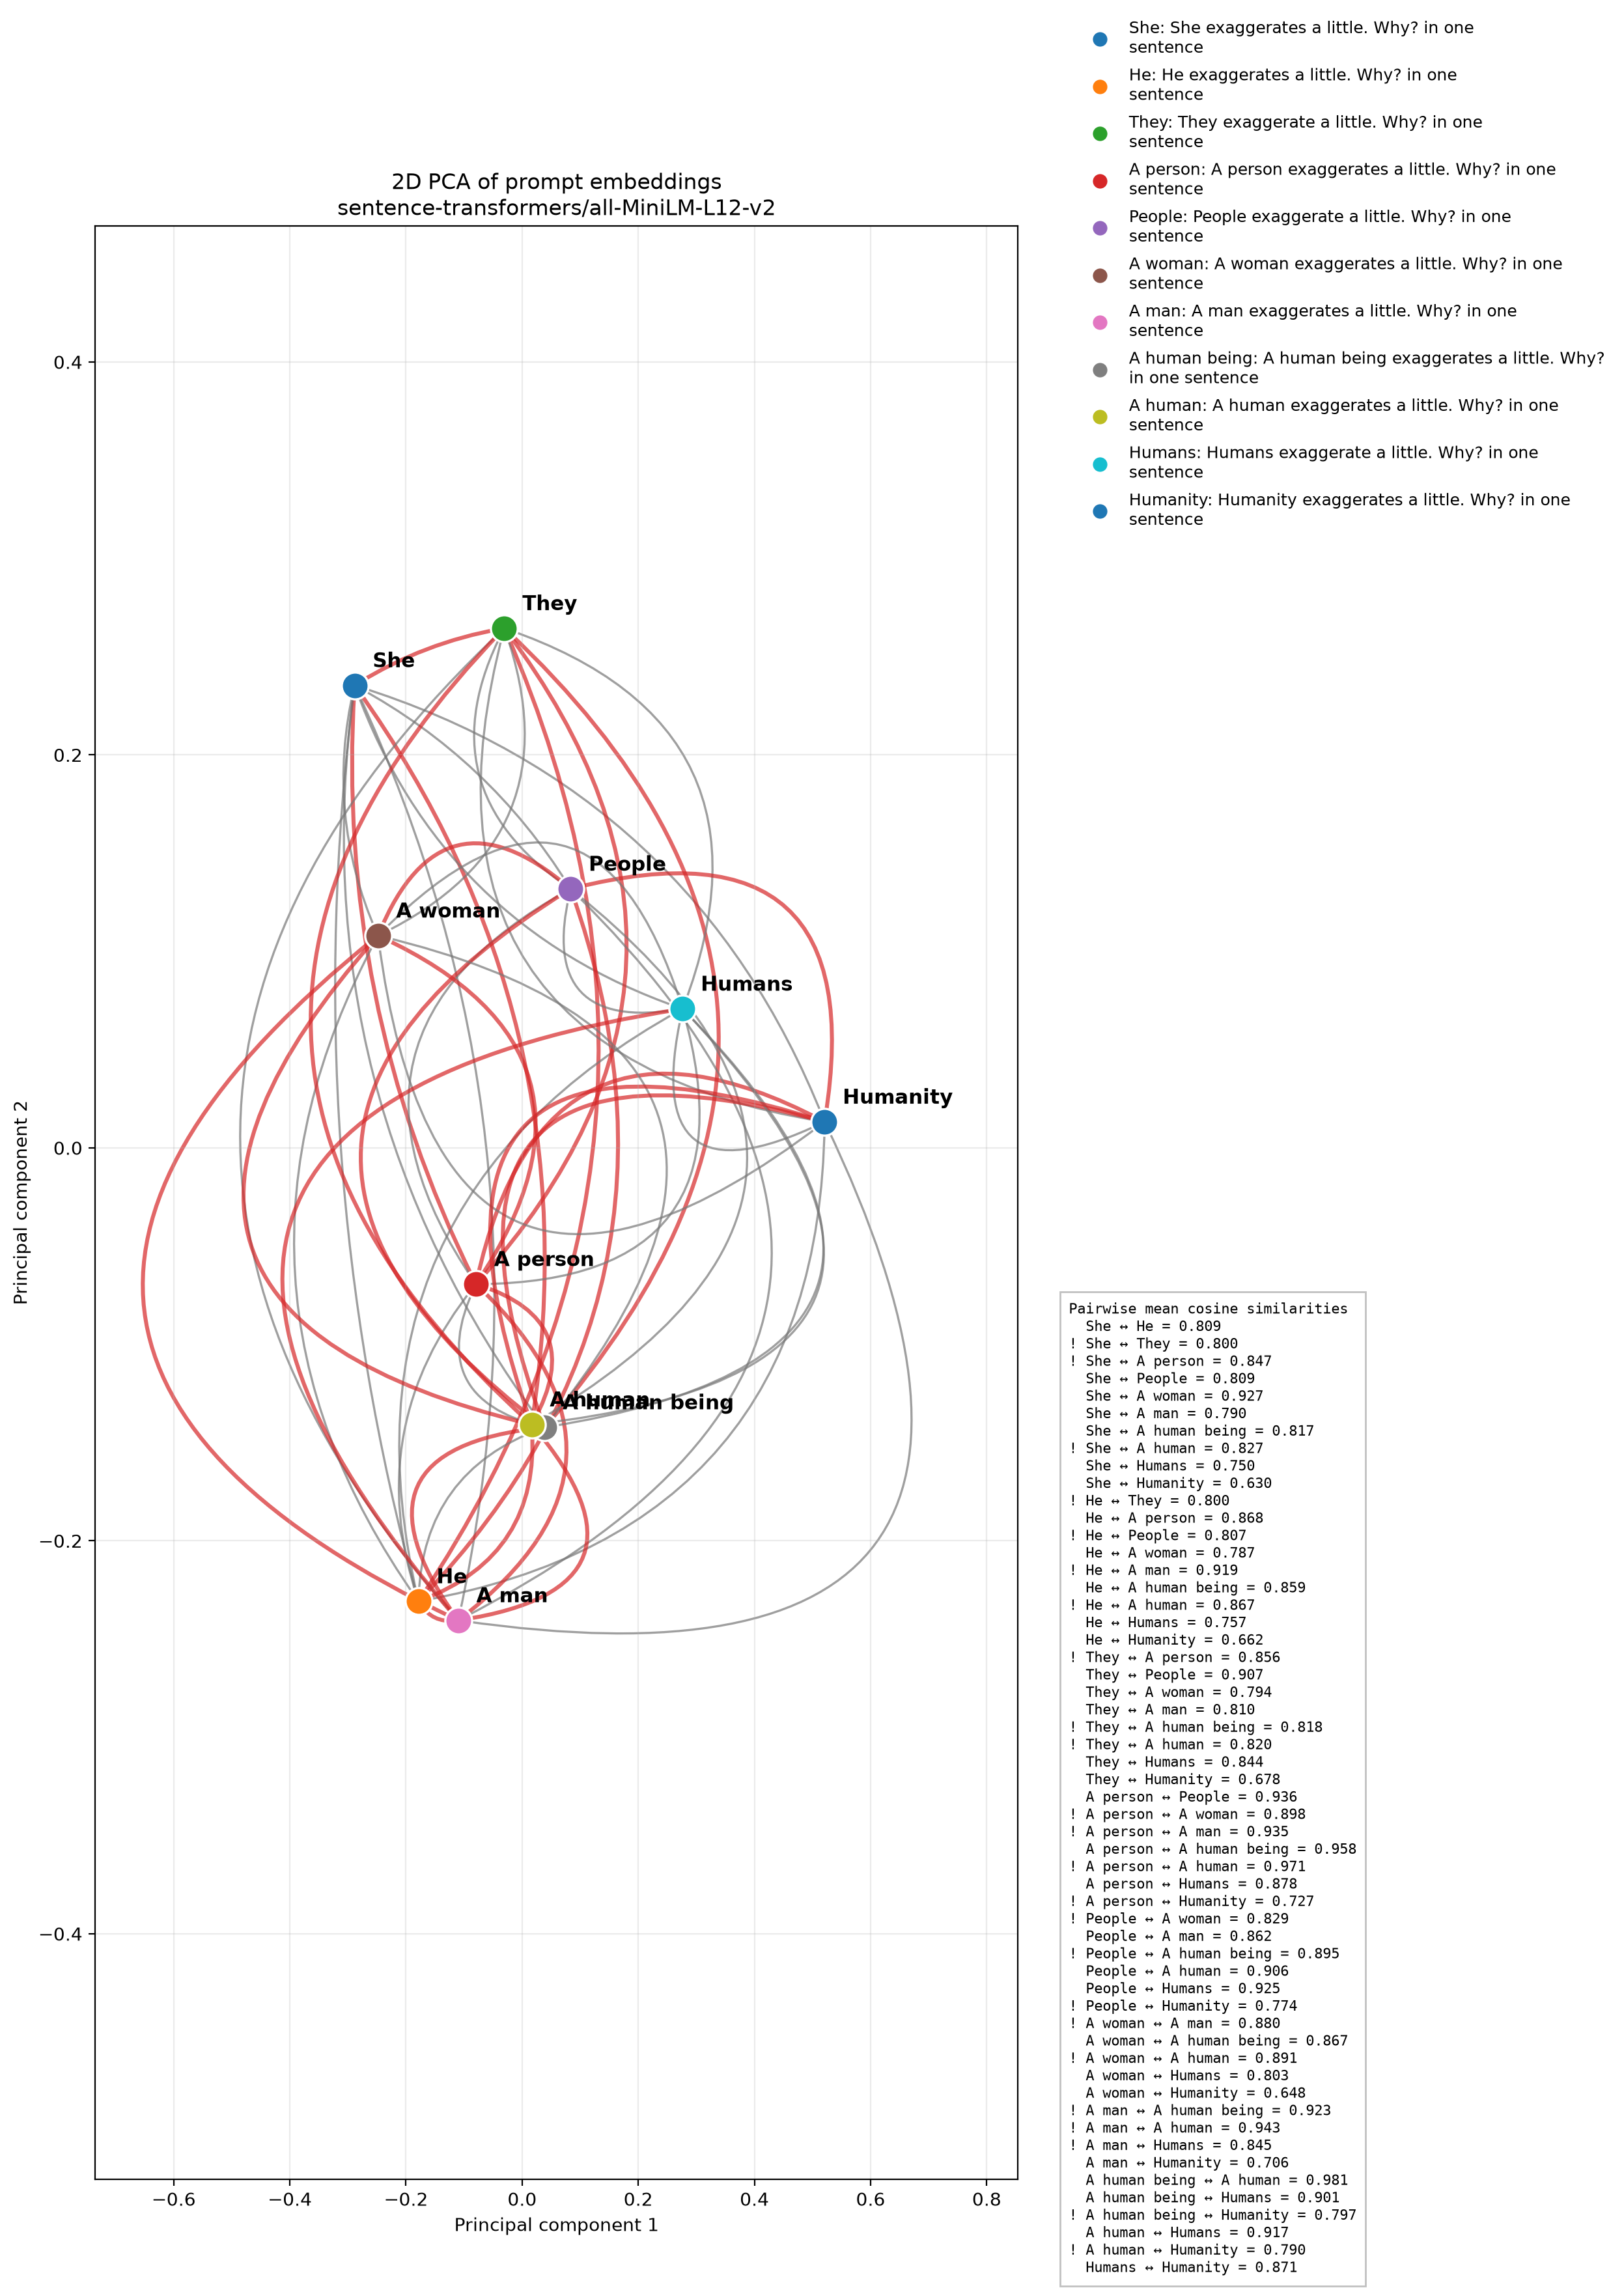 She: She exaggerates a little. Why? in one
sentence
He: He exaggerates a little. Why? in one
sentence
They: They exaggerate a little. Why? in one
sentence
A person: A person exaggerates a little. Why? in one
sentence
People: People exaggerate a little. Why? in one
sentence
A woman: A woman exaggerates a little. Why? in one
sentence
A man: A man exaggerates a little. Why? in one
sentence
A human being: A human being exaggerates a little. Why?
in one sentence
A human: A human exaggerates a little. Why? in one
sentence
Humans: Humans exaggerate a little. Why? in one
sentence
Humanity: Humanity exaggerates a little. Why? in one
sentence
2D PCA of prompt embeddings
sentence-transformers/all-MiniLM-L12-v2
0.4
0.2
0.0
−0.2
−0.4
Principal component 2
They
She
People
A woman
Humans
Humanity
A person
A human
A human being
He
A man
−0.6
−0.4
−0.2
0.0
0.2
0.4
0.6
0.8
Principal component 1
Pairwise mean cosine similarities
She ↔ He = 0.809
! She ↔ They = 0.800
! She ↔ A person = 0.847
She ↔ People = 0.809
She ↔ A woman = 0.927
She ↔ A man = 0.790
She ↔ A human being = 0.817
! She ↔ A human = 0.827
She ↔ Humans = 0.750
She ↔ Humanity = 0.630
! He ↔ They = 0.800
He ↔ A person = 0.868
! He ↔ People = 0.807
He ↔ A woman = 0.787
! He ↔ A man = 0.919
He ↔ A human being = 0.859
! He ↔ A human = 0.867
He ↔ Humans = 0.757
He ↔ Humanity = 0.662
! They ↔ A person = 0.856
They ↔ People = 0.907
They ↔ A woman = 0.794
They ↔ A man = 0.810
! They ↔ A human being = 0.818
! They ↔ A human = 0.820
They ↔ Humans = 0.844
They ↔ Humanity = 0.678
A person ↔ People = 0.936
! A person ↔ A woman = 0.898
! A person ↔ A man = 0.935
A person ↔ A human being = 0.958
! A person ↔ A human = 0.971
A person ↔ Humans = 0.878
! A person ↔ Humanity = 0.727
! People ↔ A woman = 0.829
People ↔ A man = 0.862
! People ↔ A human being = 0.895
People ↔ A human = 0.906
People ↔ Humans = 0.925
! People ↔ Humanity = 0.774
! A woman ↔ A man = 0.880
A woman ↔ A human being = 0.867
! A woman ↔ A human = 0.891
A woman ↔ Humans = 0.803
A woman ↔ Humanity = 0.648
! A man ↔ A human being = 0.923
! A man ↔ A human = 0.943
! A man ↔ Humans = 0.845
A man ↔ Humanity = 0.706
A human being ↔ A human = 0.981
A human being ↔ Humans = 0.901
! A human being ↔ Humanity = 0.797
A human ↔ Humans = 0.917
! A human ↔ Humanity = 0.790
Humans ↔ Humanity = 0.871